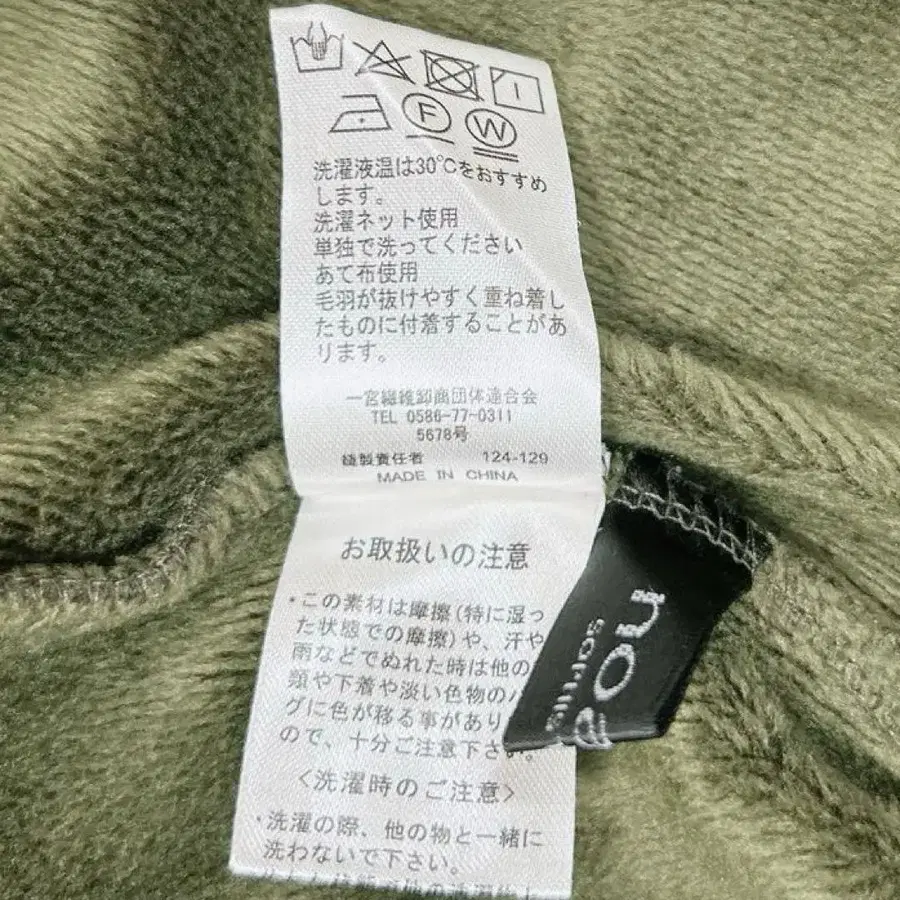 F W
洗濯液温は30℃をおすすめ
します。
洗濯ネット使用
単独で洗ってください
あて布使用
毛羽が抜けやすく重ね着し
たものに付着することがあ
ります。
一宮繊維卸商団体連合会
TEL 0586-77-0311
5678号
縫製責任者 124-129
MADE IN CHINA
お取扱いの注意
・この素材は摩擦(特に湿っ
た状態での摩擦)や、汗や
雨などでぬれた時は他の
類や下着や淡い色物のバ
グに色が移る事があり
ので、十分ご注意下さい。
<洗濯時のご注意>
・洗濯の際、他の物と一緒に
洗わないで下さい。